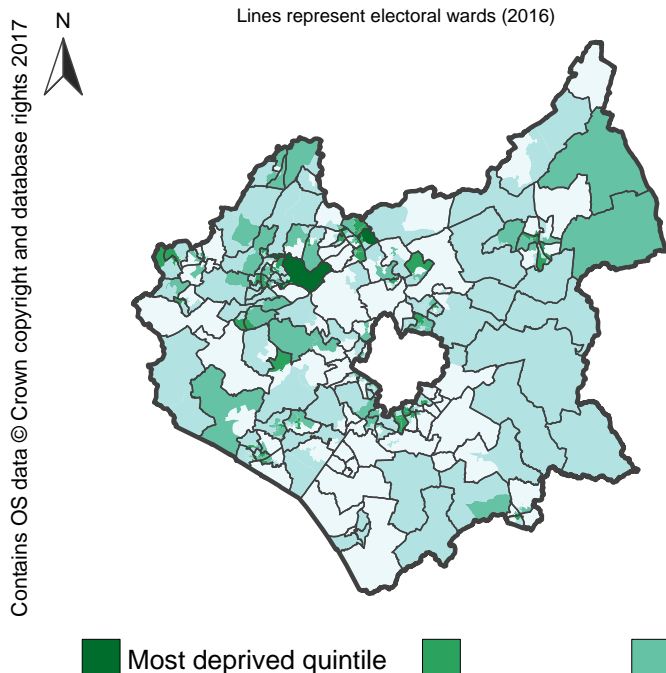 Lines represent electoral wards (2016)
N
Contains OS data © Crown copyright and database rights 2017
Most deprived quintile